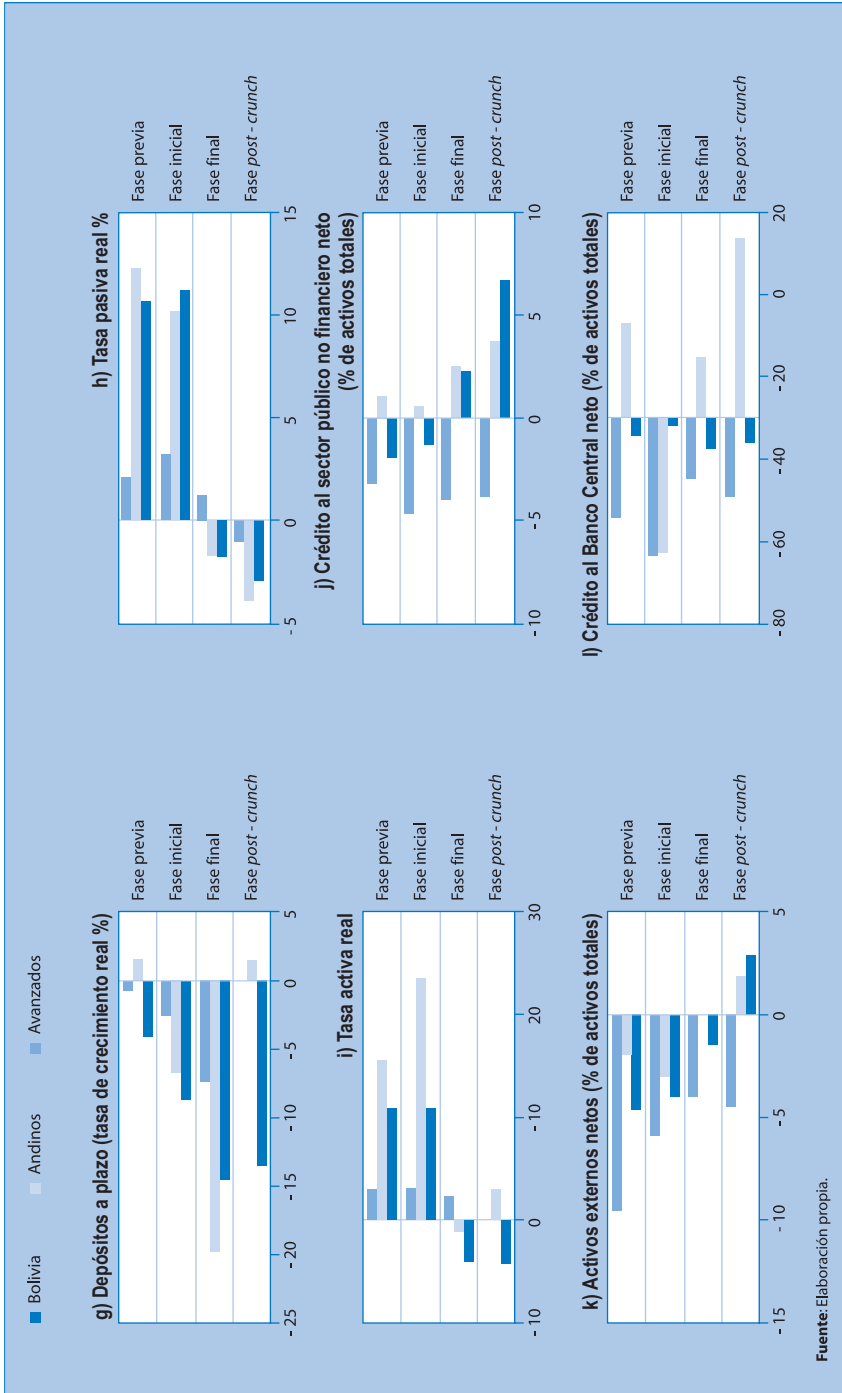 Bolivia
Andinos
Avanzados
g) Depósitos a plazo (tasa de crecimiento real %)
Fase previa
Fase inicial
Fase final
Fase post - crunch
- 25
- 20
- 15
- 10
- 5
0
5
h) Tasa pasiva real %
Fase previa
Fase inicial
Fase final
Fase post - crunch
- 5
0
5
10
15
i) Tasa activa real
Fase previa
Fase inicial
Fase final
Fase post - crunch
- 10
0
- 10
20
30
j) Crédito al sector público no financiero neto
(% de activos totales)
Fase previa
Fase inicial
Fase final
Fase post - crunch
- 10
- 5
0
5
10
k) Activos externos netos (% de activos totales)
Fase previa
Fase inicial
Fase final
Fase post - crunch
- 15
- 10
- 5
0
5
l) Crédito al Banco Central neto (% de activos totales)
Fase previa
Fase inicial
Fase final
Fase post - crunch
- 80
- 60
- 40
- 20
0
20
Fuente: Elaboración propia.